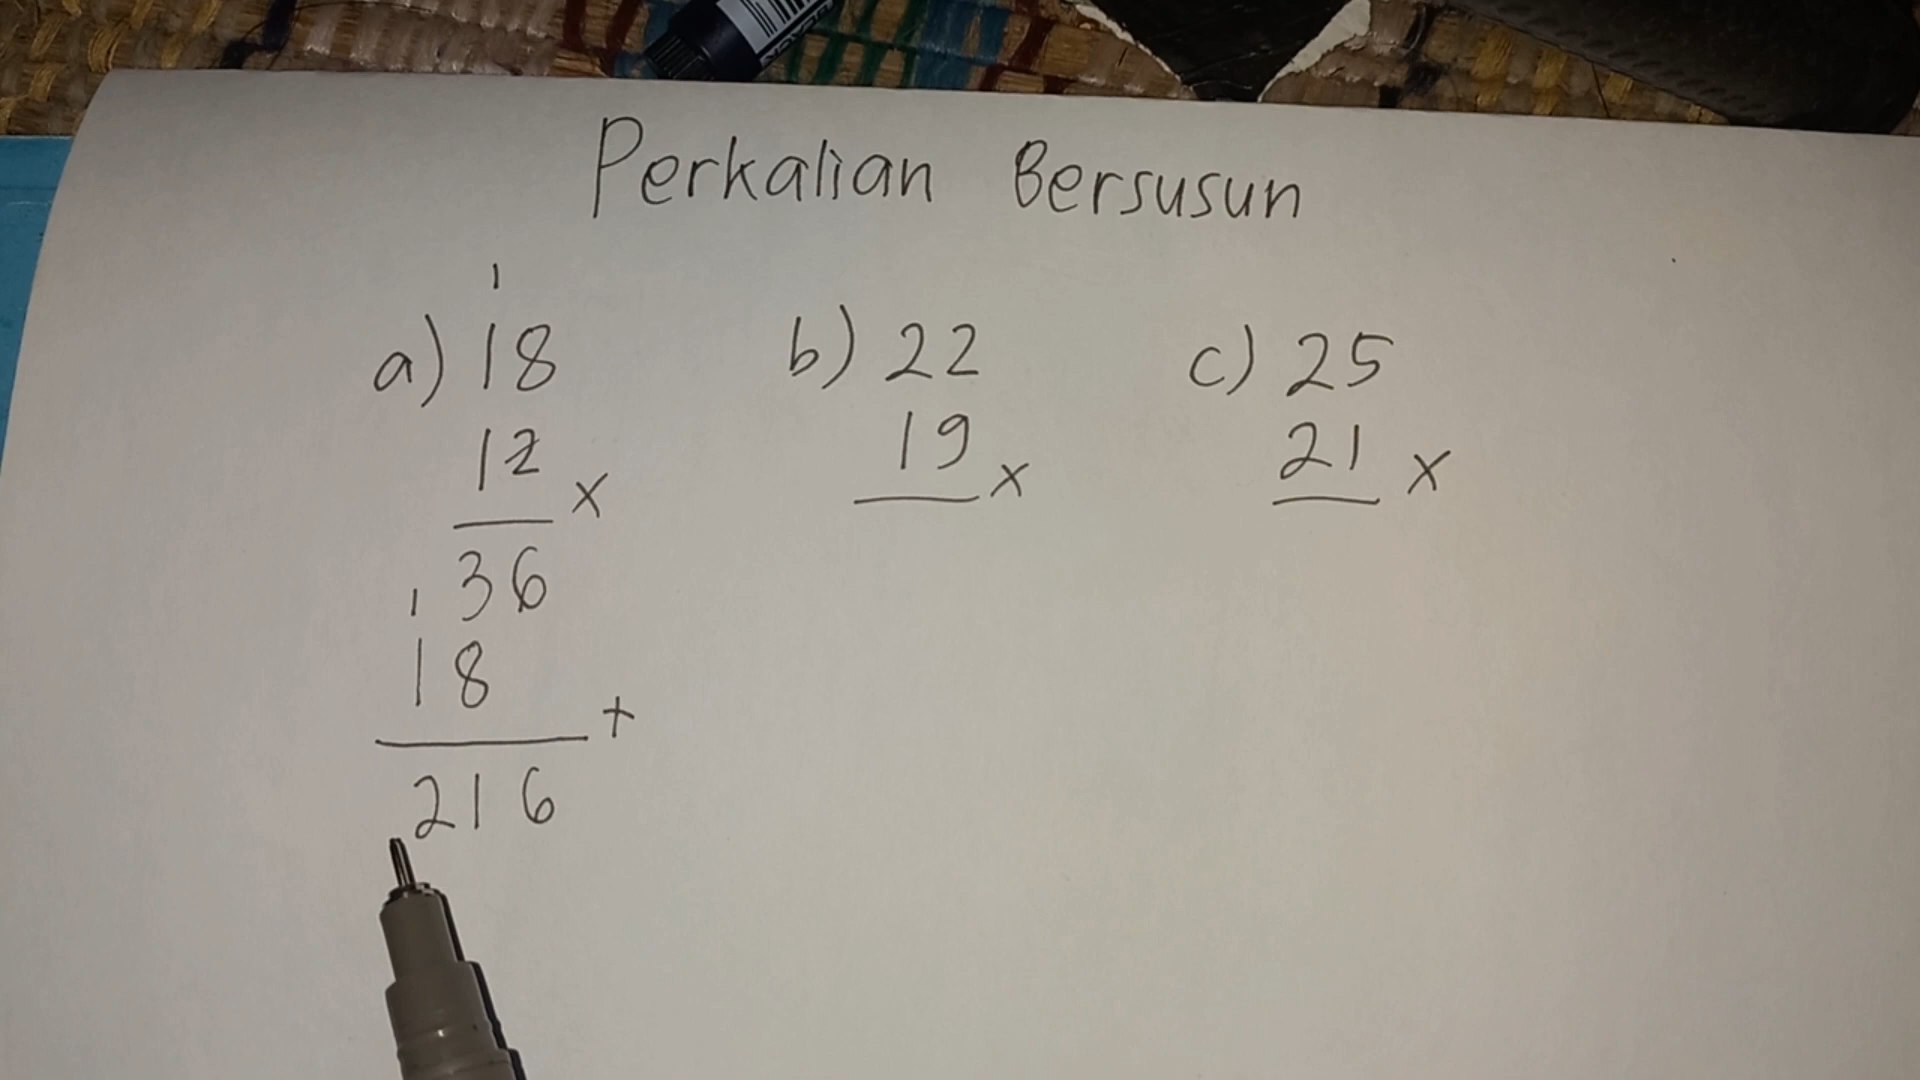 Perkalian Bersusun
1
a) 18
12 x
36
1
18 +
216
b) 22
19 x
c) 25
21 x